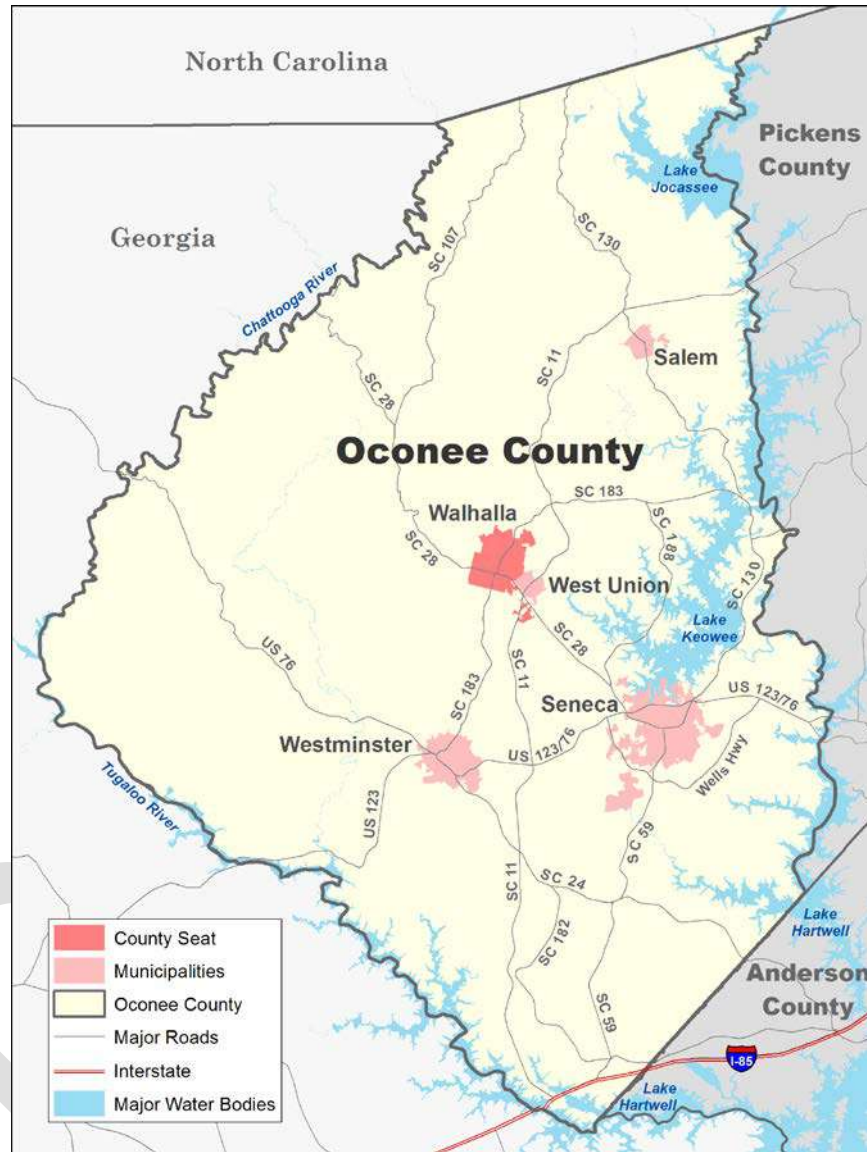 North Carolina
Pickens
County
Lake
Jocassee
Georgia
SC 107
SC 130
Chattooga River
SC 11
Salem
SC 28
Oconee County
SC 183
Walhalla
SC 188
SC 28
West Union
SC 130
Lake
Keowee
SC 28
US 76
SC 11
SC 183
Seneca
US 123/76
Westminster
US 123/76
Wells Hwy
Tugaloo River
US 123
SC 59
SC 11
SC 24
Lake
Hartwell
SC 182
Anderson
County
SC 59
I-85
Lake
Hartwell
County Seat
Municipalities
Oconee County
Major Roads
Interstate
Major Water Bodies